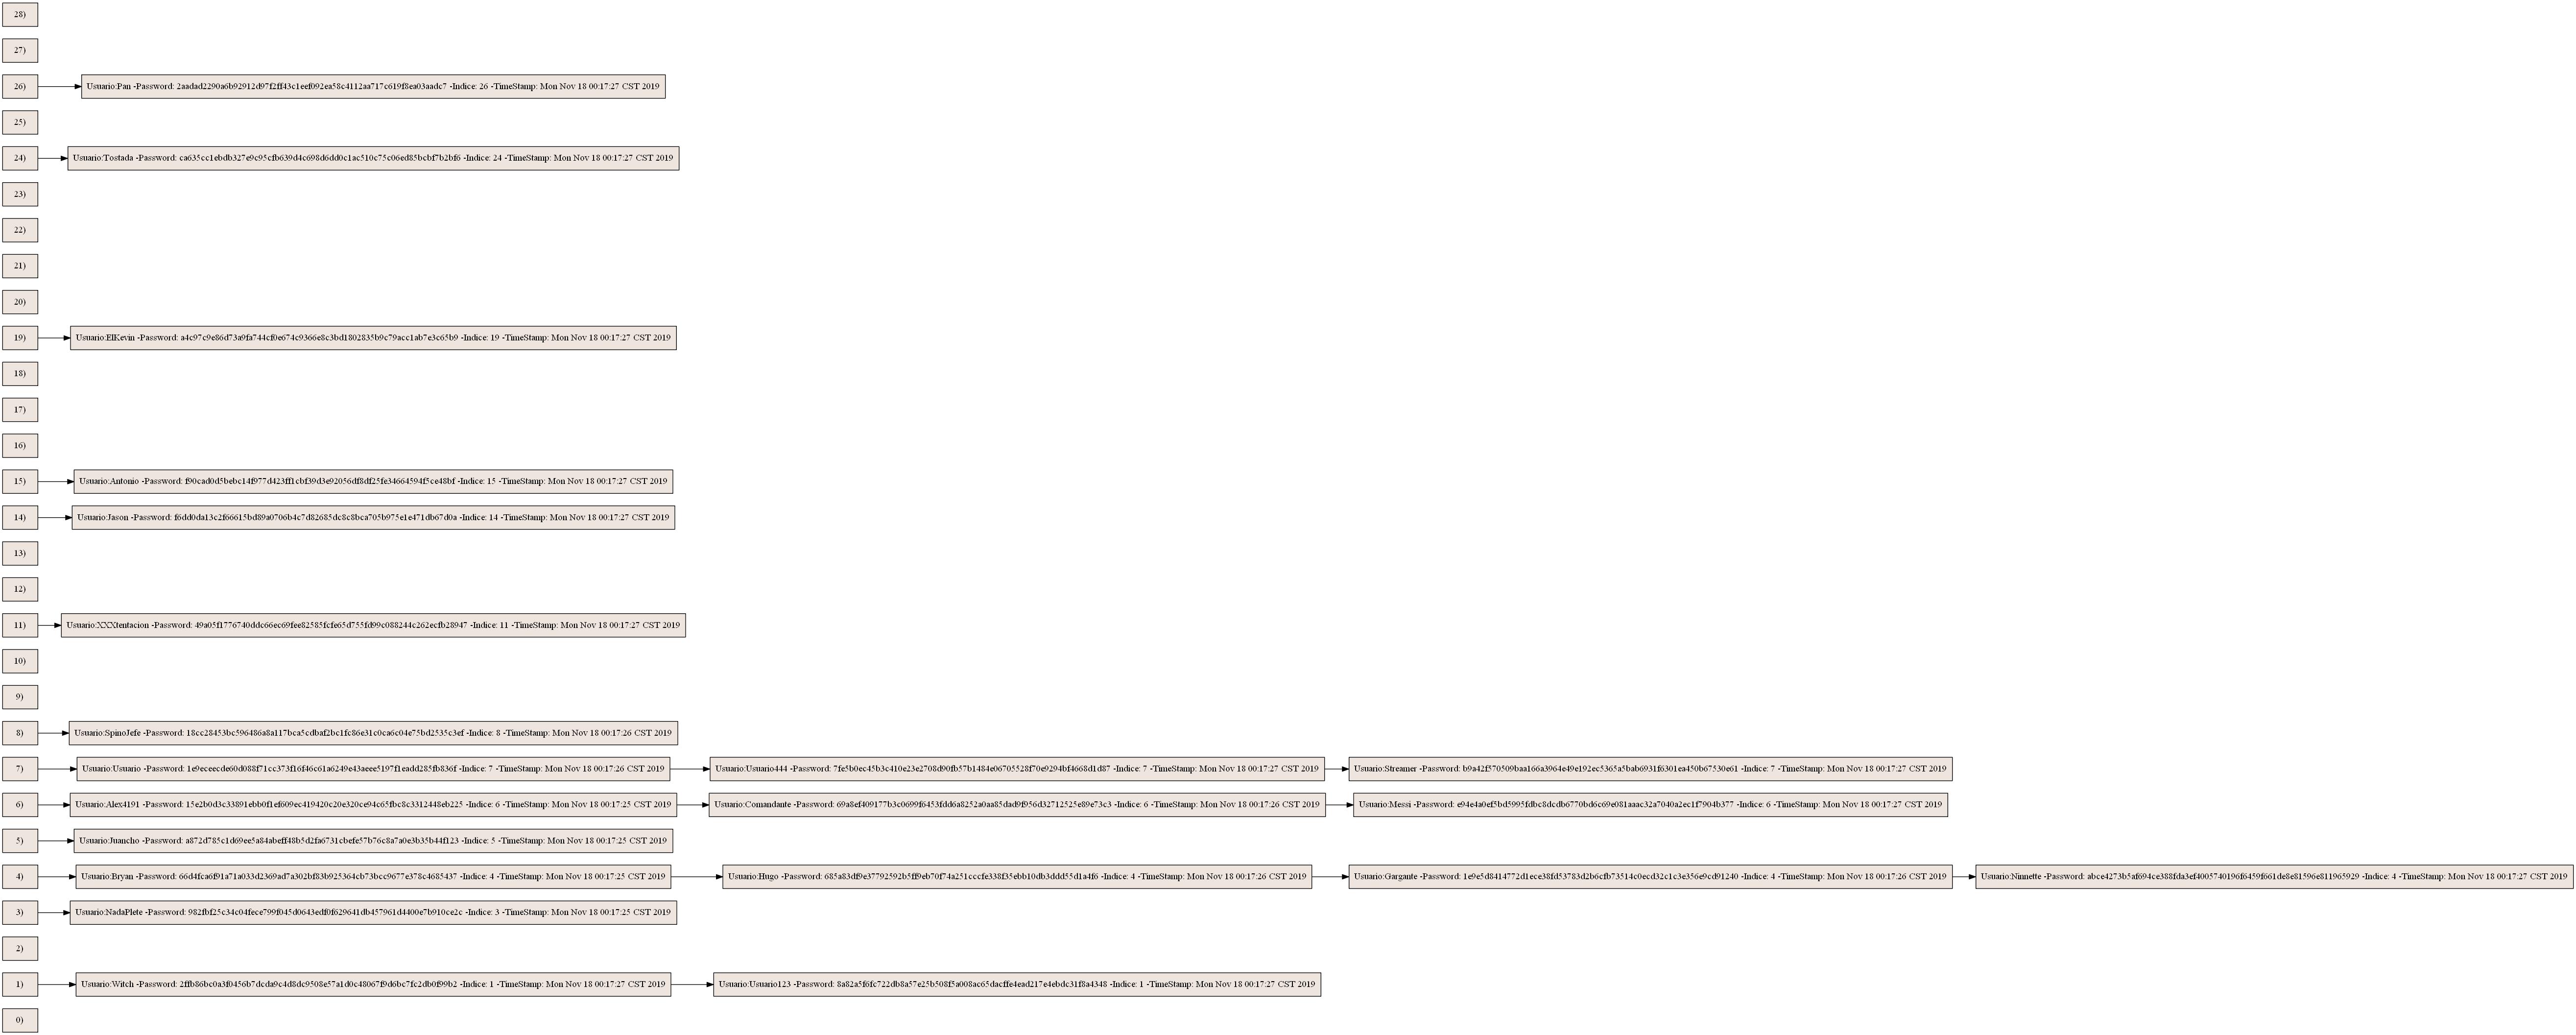 28)
27)
26) Usuario:Pan -Password: 2aadad2290a6b92912d97f2ff43c1eef092ea58c4112aa717c619f8ea03aadc7 -Indice: 26 -TimeStamp: Mon Nov 18 00:17:27 CST 2019
25)
24) Usuario:Tostada -Password: ca635cc1ebdb327e9c95cfb639d4c698d6dd0c1ac510c75c06ed85bcbf7b2bf6 -Indice: 24 -TimeStamp: Mon Nov 18 00:17:27 CST 2019
23)
22)
21)
20)
19) Usuario:ElKevin -Password: a4c97c9e86d73a9fa744cf0e674c9366e8c3bd1802835b9c79acc1ab7e3c65b9 -Indice: 19 -TimeStamp: Mon Nov 18 00:17:27 CST 2019
18)
17)
16)
15) Usuario:Antonio -Password: f90cad0d5bebc14f977d423ff1cbf39d3e92056df8df25fe34664594f5ce48bf -Indice: 15 -TimeStamp: Mon Nov 18 00:17:27 CST 2019
14) Usuario:Jason -Password: f6dd0da13c2f66615bd89a0706b4c7d82685dc8c8bca705b975e1e471db67d0a -Indice: 14 -TimeStamp: Mon Nov 18 00:17:27 CST 2019
13)
12)
11) Usuario:XXXtentacion -Password: 49a05f1776740ddc66ec69fee82585fcfe65d755fd99c088244c262ecfb28947 -Indice: 11 -TimeStamp: Mon Nov 18 00:17:27 CST 2019
10)
9)
8) Usuario:SpinoJefe -Password: 18cc28453bc596486a8a117bca5cdbaf2bc1fc86e31c0ca6c04e75bd2535c3ef -Indice: 8 -TimeStamp: Mon Nov 18 00:17:26 CST 2019
7) Usuario:Usuario -Password: 1e9eceecde60d088f71cc373f16f46c61a6249e43aeee5197f1eadd285fb836f -Indice: 7 -TimeStamp: Mon Nov 18 00:17:26 CST 2019 Usuario:Usuario444 -Password: 7fe5b0ec45b3c410e23e2708d90fb57b1484e06705528f70e9294bf4668d1d87 -Indice: 7 -TimeStamp: Mon Nov 18 00:17:27 CST 2019 Usuario:Streamer -Password: b9a42f570509baa166a3964e49e192ec5365a5bab6931f6301ea450b67530e61 -Indice: 7 -TimeStamp: Mon Nov 18 00:17:27 CST 2019
6) Usuario:Alex4191 -Password: 15e2b0d3c33891ebb0f1ef609ec419420c20e320ce94c65fbc8c3312448eb225 -Indice: 6 -TimeStamp: Mon Nov 18 00:17:25 CST 2019 Usuario:Comandante -Password: 69a8ef409177b3c0699f6453fdd6a8252a0aa85dad9f956d32712525e89e73c3 -Indice: 6 -TimeStamp: Mon Nov 18 00:17:26 CST 2019 Usuario:Messi -Password: e94e4a0ef5bd5995fdbc8dcdb6770bd6c69e081aaac32a7040a2ec1f7904b377 -Indice: 6 -TimeStamp: Mon Nov 18 00:17:27 CST 2019
5) Usuario:Juancho -Password: a872d785c1d69ee5a84abeff48b5d2fa6731cbefe57b76c8a7a0e3b35b44f123 -Indice: 5 -TimeStamp: Mon Nov 18 00:17:25 CST 2019
4) Usuario:Bryan -Password: 66d4fca6f91a71a033d2369ad7a302bf83b925364cb73bcc9677e378c4685437 -Indice: 4 -TimeStamp: Mon Nov 18 00:17:25 CST 2019 Usuario:Hugo -Password: 685a83df9e37792592b5ff9eb70f74a251cccfe338f35ebb10db3ddd55d1a4f6 -Indice: 4 -TimeStamp: Mon Nov 18 00:17:26 CST 2019 Usuario:Gargante -Password: 1e9e5d8414772d1ece38fd53783d2b6cfb73514c0ecd32c1c3e356e9cd91240 -Indice: 4 -TimeStamp: Mon Nov 18 00:17:26 CST 2019 Usuario:Ninnette -Password: abce4273b5af694ce388fda3ef4005740196f6459f661de8e81596e811965929 -Indice: 4 -TimeStamp: Mon Nov 18 00:17:27 CST 2019
3) Usuario:NadaPlete -Password: 982fbf25c34c04fece799f045d0643edf0f629641db457961d4400e7b910ce2c -Indice: 3 -TimeStamp: Mon Nov 18 00:17:25 CST 2019
2)
1) Usuario:Witch -Password: 2ffb86bc0a3f0456b7dcda9c4d8dc9508e57a1d0c48067f9d6bc7fc2db0f99b2 -Indice: 1 -TimeStamp: Mon Nov 18 00:17:27 CST 2019 Usuario:Usuario123 -Password: 8a82a5f6fc722db8a57e25b508f5a008ac65dacffe4ead217e4ebdc31f8a4348 -Indice: 1 -TimeStamp: Mon Nov 18 00:17:27 CST 2019
0)